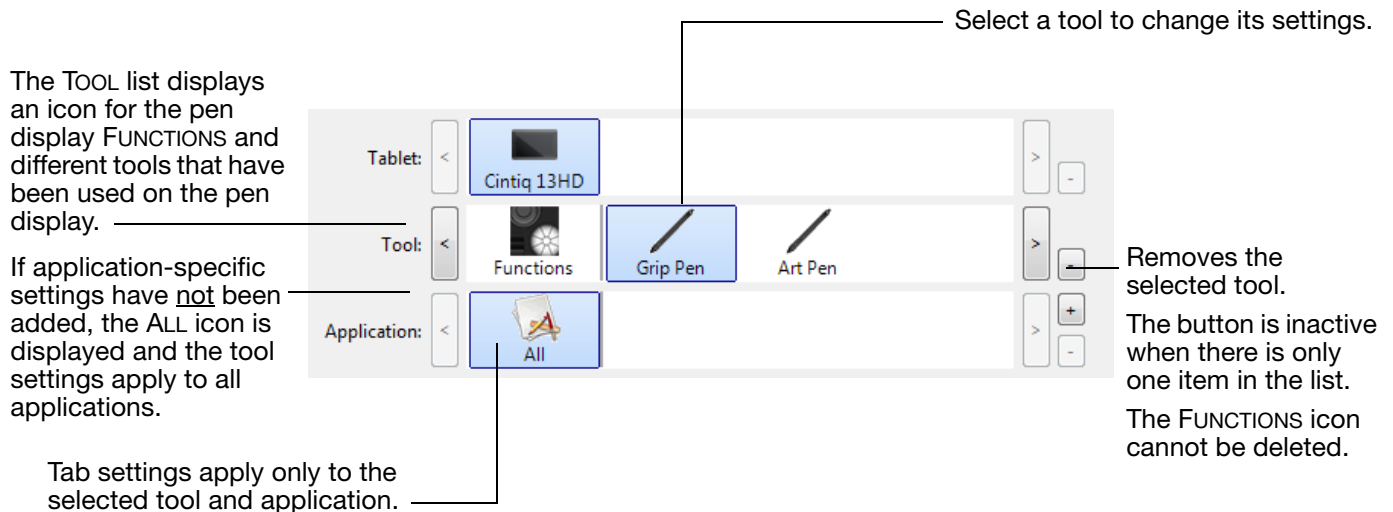 Select a tool to change its settings.
The TOOL list displays
an icon for the pen
display FUNCTIONS and
different tools that have
been used on the pen
display.
If application-specific
settings have not been
added, the ALL icon is
displayed and the tool
settings apply to all
applications.
Tablet:
<
Cintiq 13HD
>
-
Tool:
<
Functions
Grip Pen
Art Pen
>
-
Application:
<
All
>
+
-
Removes the
selected tool.
The button is inactive
when there is only
one item in the list.
The FUNCTIONS icon
cannot be deleted.
Tab settings apply only to the
selected tool and application.